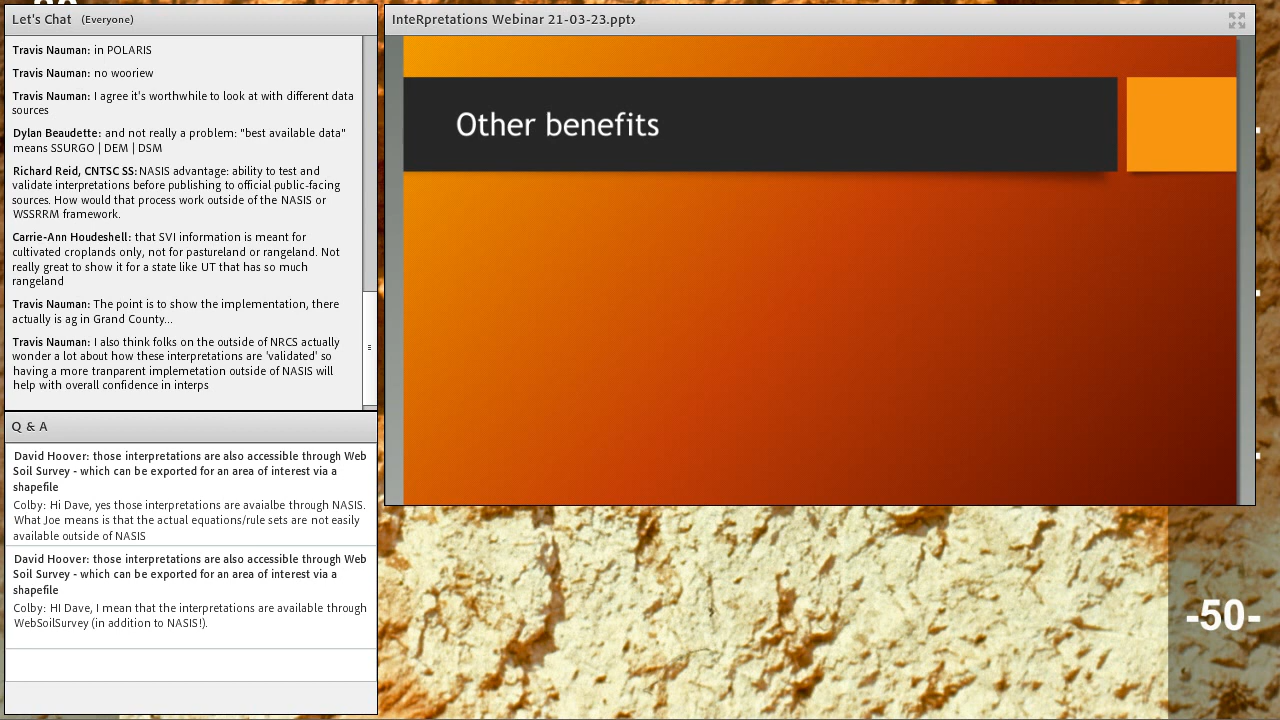 Let's Chat (Everyone)
Travis Nauman: in POLARIS
Travis Nauman: no wooriew
Travis Nauman: I agree it's worthwhile to look at with different data
sources
Dylan Beaudette: and not really a problem: "best available data"
means SSURGO | DEM | DSM
Richard Reid, CNTSC SS: NASIS advantage: ability to test and
validate interpretations before publishing to official public-facing
sources. How would that process work outside of the NASIS or
WSSRRM framework.
Carrie-Ann Houdeshell: that SVI information is meant for
cultivated croplands only, not for pastureland or rangeland. Not
really great to show it for a state like UT that has so much
rangeland
Travis Nauman: The point is to show the implementation, there
actually is ag in Grand County...
Travis Nauman: I also think folks on the outside of NRCS actually
wonder a lot about how these interpretations are 'validated' so
having a more tranparent implemetation outside of NASIS will
help with overall confidence in interps
Q & A
David Hoover: those interpretations are also accessible through Web
Soil Survey - which can be exported for an area of interest via a
shapefile
Colby: Hi Dave, yes those interpretations are avaialbe through NASIS.
What Joe means is that the actual equations/rule sets are not easily
available outside of NASIS
David Hoover: those interpretations are also accessible through Web
Soil Survey - which can be exported for an area of interest via a
shapefile
Colby: HI Dave, I mean that the interpretations are available through
WebSoilSurvey (in addition to NASIS!).
InteRpretations Webinar 21-03-23.ppt›
Other benefits
-50-